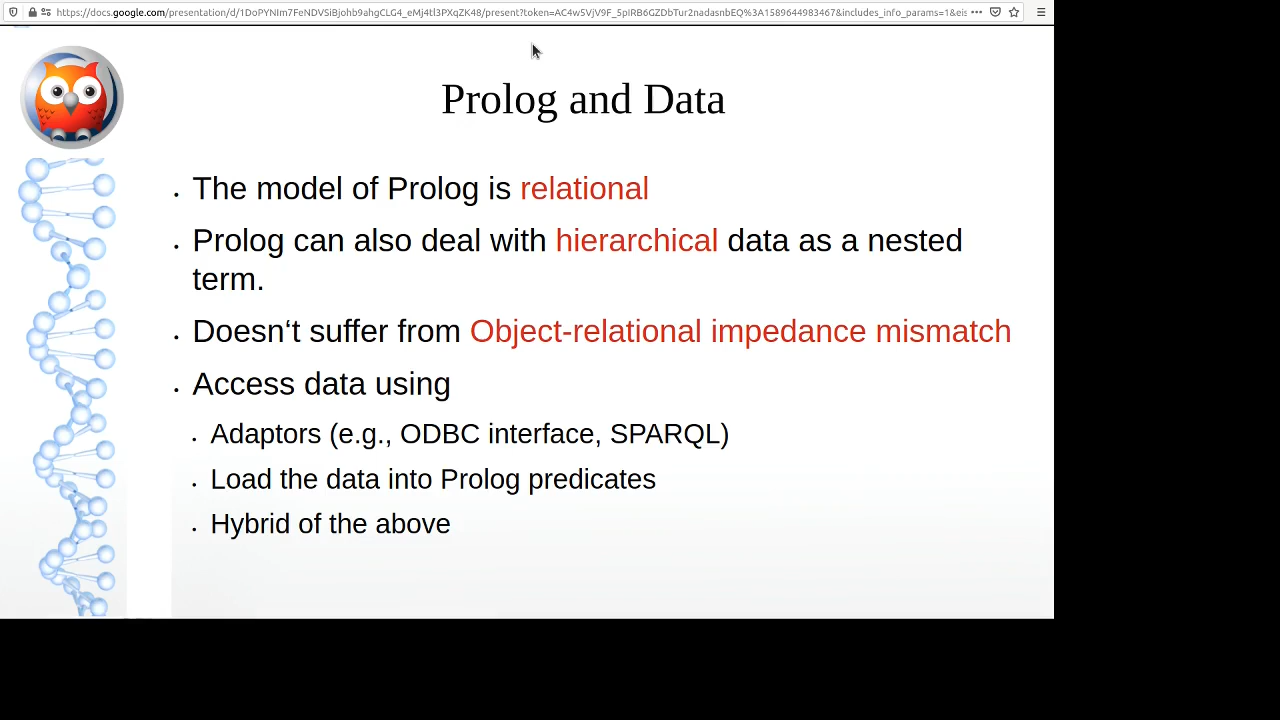 https://docs.google.com/presentation/d/1DoPYNIm7FeNDVSiBjohb9ahgCLG4_eMj4tl3PXqZK48/present?token=AC4w5VjV9F_5pIRB6GZDbTur2nadasnbEQ%3A1589644983467&includes_info_params=1&eis
Prolog and Data
• The model of Prolog is relational
• Prolog can also deal with hierarchical data as a nested
term.
• Doesn‘t suffer from Object-relational impedance mismatch
• Access data using
• Adaptors (e.g., ODBC interface, SPARQL)
• Load the data into Prolog predicates
• Hybrid of the above